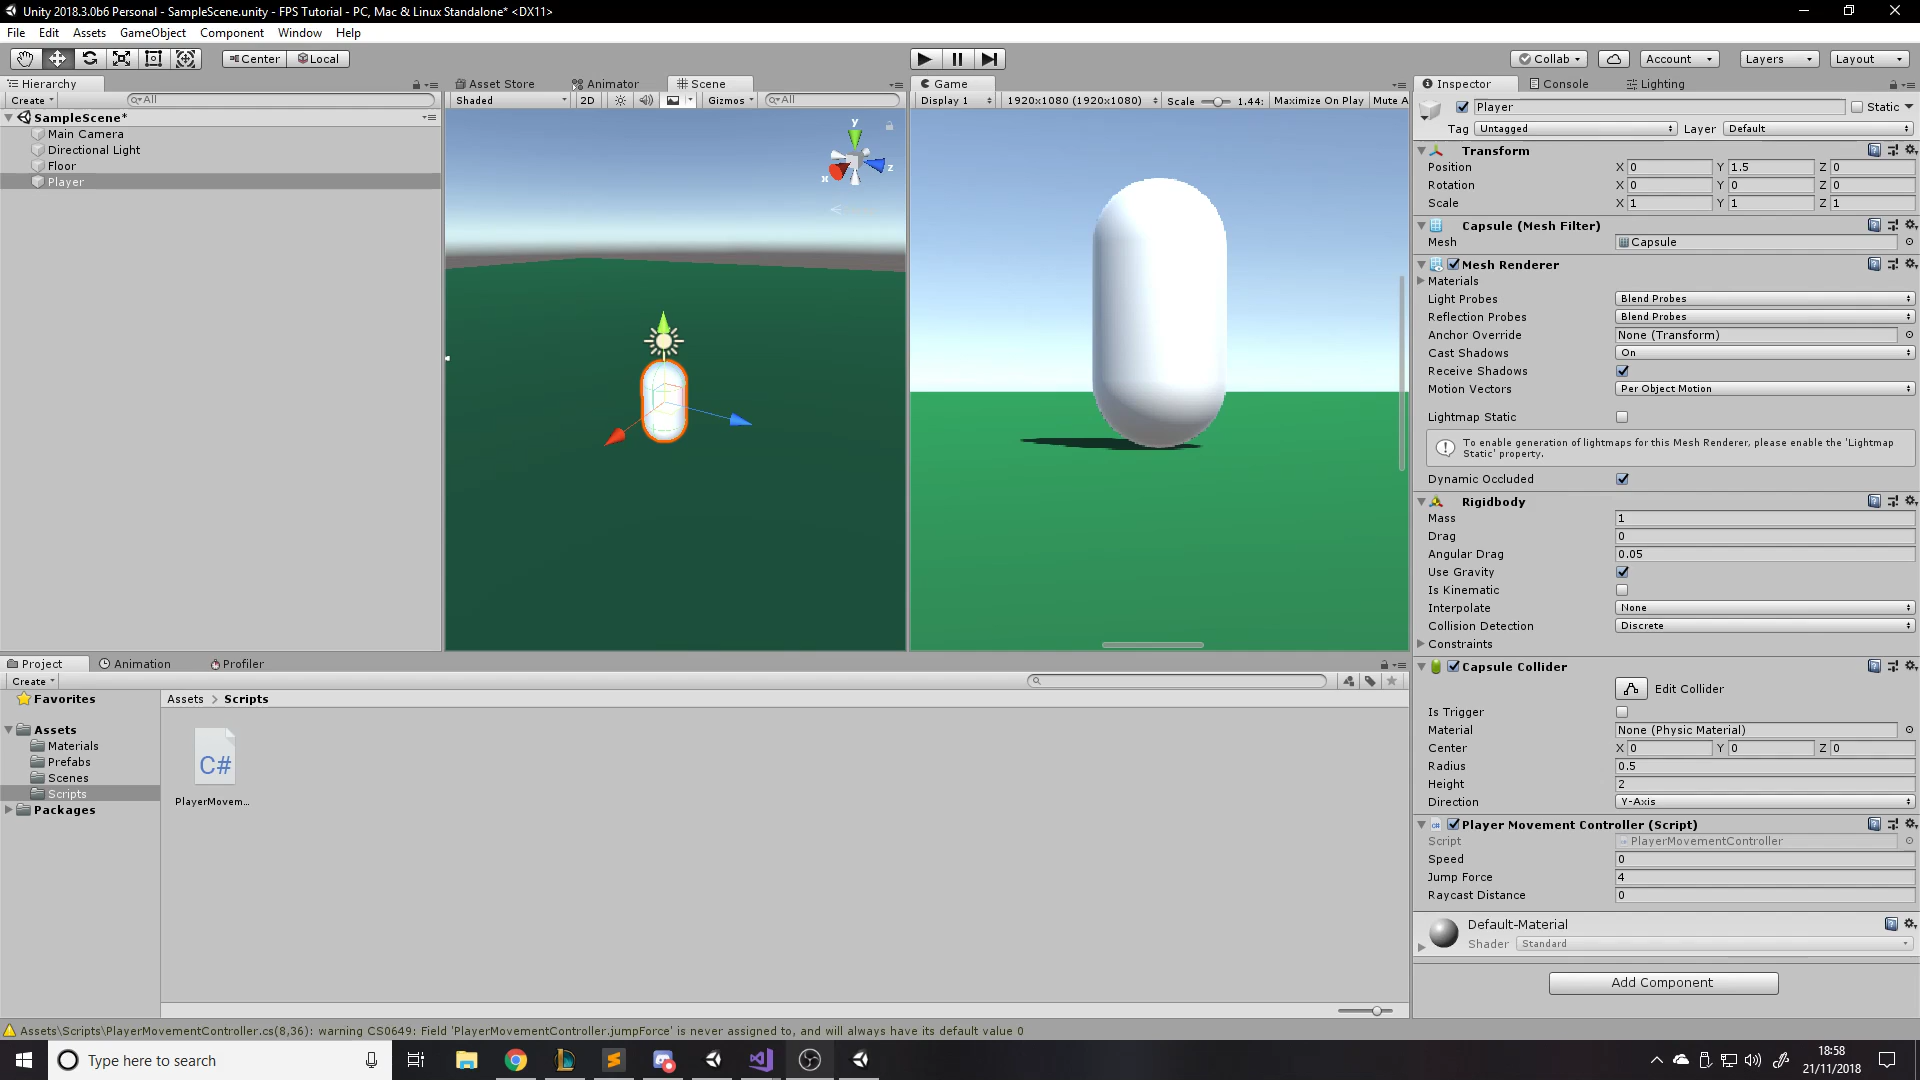 Unity 2018.3.0b6 Personal - SampleScene.unity - FPS Tutorial - PC, Mac & Linux Standalone* <DX11>
File Edit Assets GameObject Component Window Help
Center Local Collab Account Layers Layout
Hierarchy
Create All
SampleScene*
Main Camera
Directional Light
Floor
Player
Asset Store Animator Scene
Shaded 2D Gizmos All
y
x
z
Game
Display 1 1920x1080 (1920x1080) Scale 1.44: Maximize On Play Mute A
Inspector Console Lighting
Player Static
Tag Untagged Layer Default
Transform
Position X 0 Y 1.5 Z 0
Rotation X 0 Y 0 Z 0
Scale X 1 Y 1 Z 1
Capsule (Mesh Filter)
Mesh Capsule
Mesh Renderer
Materials
Light Probes Blend Probes
Reflection Probes Blend Probes
Anchor Override None (Transform)
Cast Shadows On
Receive Shadows
Motion Vectors Per Object Motion
Lightmap Static
To enable generation of lightmaps for this Mesh Renderer, please enable the 'Lightmap
Static' property.
Dynamic Occluded
Rigidbody
Mass 1
Drag 0
Angular Drag 0.05
Use Gravity
Is Kinematic
Interpolate None
Collision Detection Discrete
Constraints
Capsule Collider
Edit Collider
Is Trigger
Material None (Physic Material)
Center X 0 Y 0 Z 0
Radius 0.5
Height 2
Direction Y-Axis
Player Movement Controller (Script)
Script PlayerMovementController
Speed 0
Jump Force 4
Raycast Distance 0
Default-Material
Shader Standard
Add Component
Project Animation Profiler
Create
Favorites
Assets
Materials
Prefabs
Scenes
Scripts
Packages
Assets > Scripts
C#
PlayerMovem...
Assets\Scripts\PlayerMovementController.cs(8,36): warning CS0649: Field 'PlayerMovementController.jumpForce' is never assigned to, and will always have its default value 0
Type here to search
18:58
21/11/2018